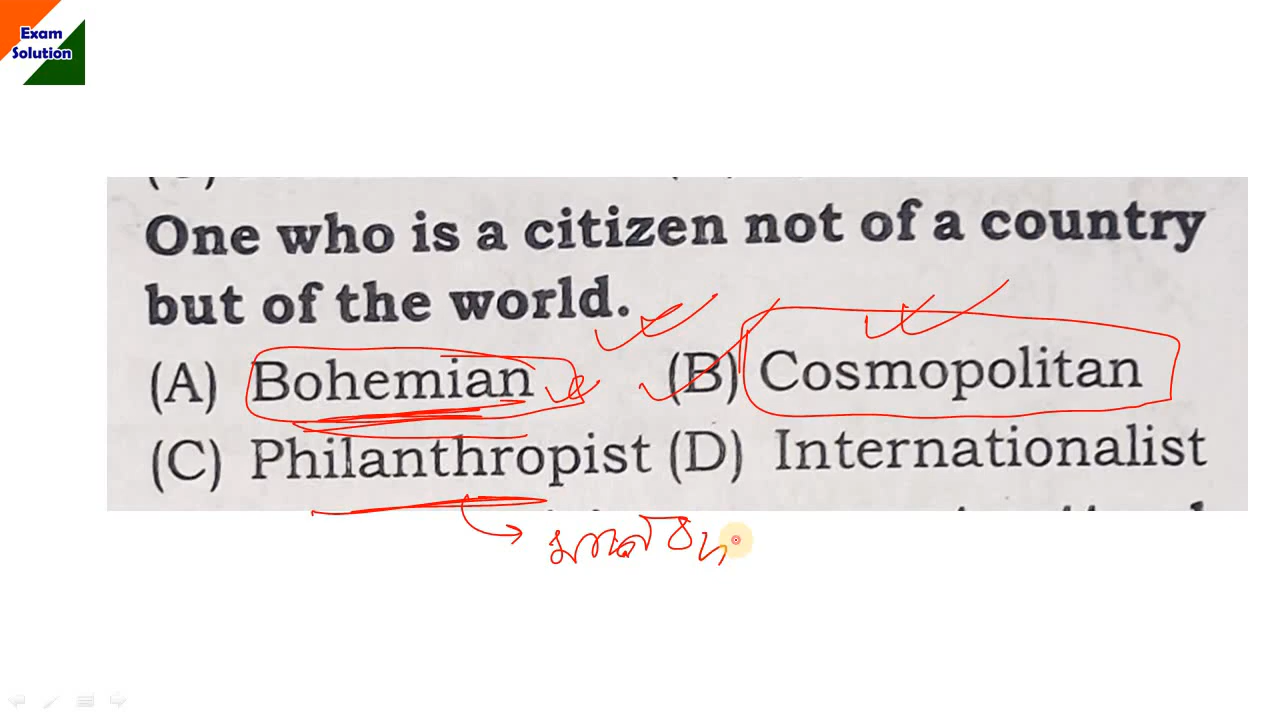 Exam
Solution
One who is a citizen not of a country
but of the world.
(A) Bohemian (B) Cosmopolitan
(C) Philanthropist (D) Internationalist